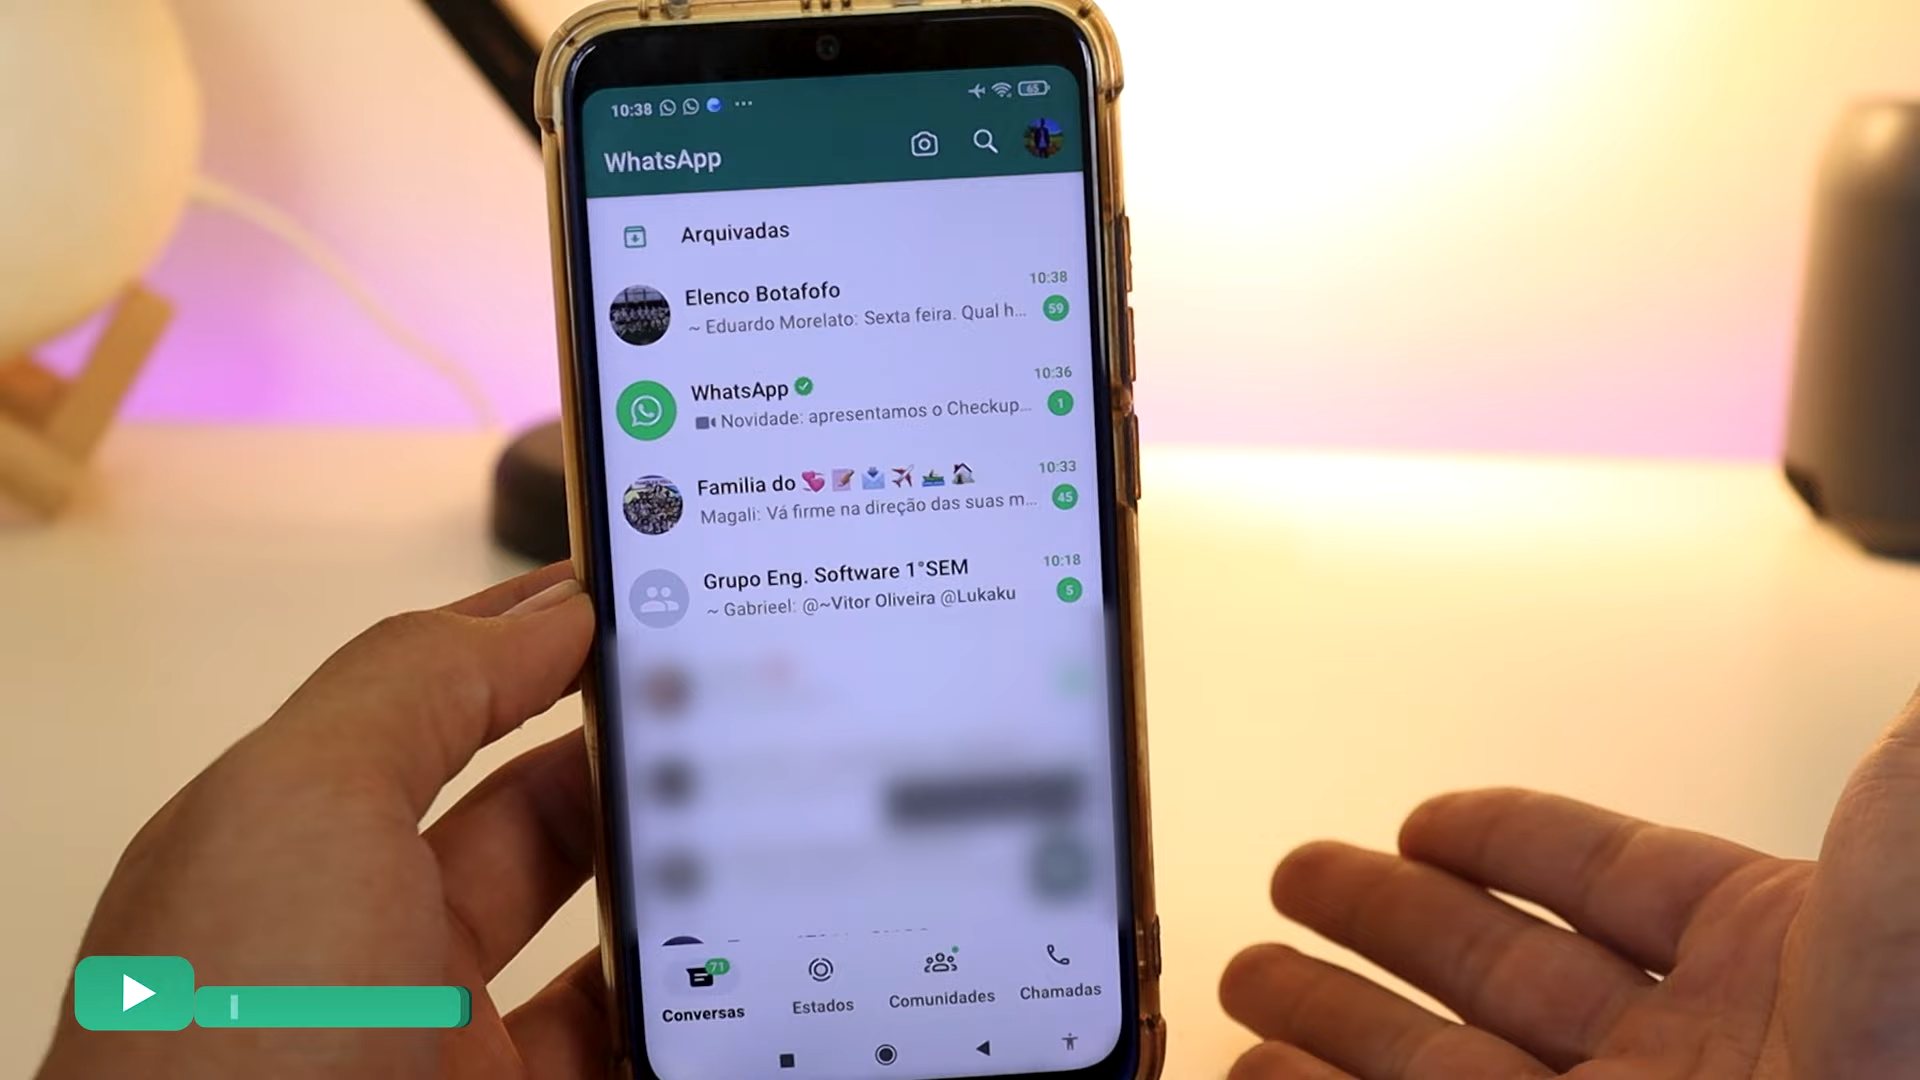 10:38
65
WhatsApp
Arquivadas
Elenco Botafofo
10:38
~ Eduardo Morelato: Sexta feira. Qual h...
59
WhatsApp
10:36
Novidade: apresentamos o Checkup...
1
Familia do
10:33
Magali: Vá firme na direção das suas m...
45
Grupo Eng. Software 1°SEM
10:18
~ Gabrieel: @~Vitor Oliveira @Lukaku
5
71
Conversas
Estados
Comunidades
Chamadas